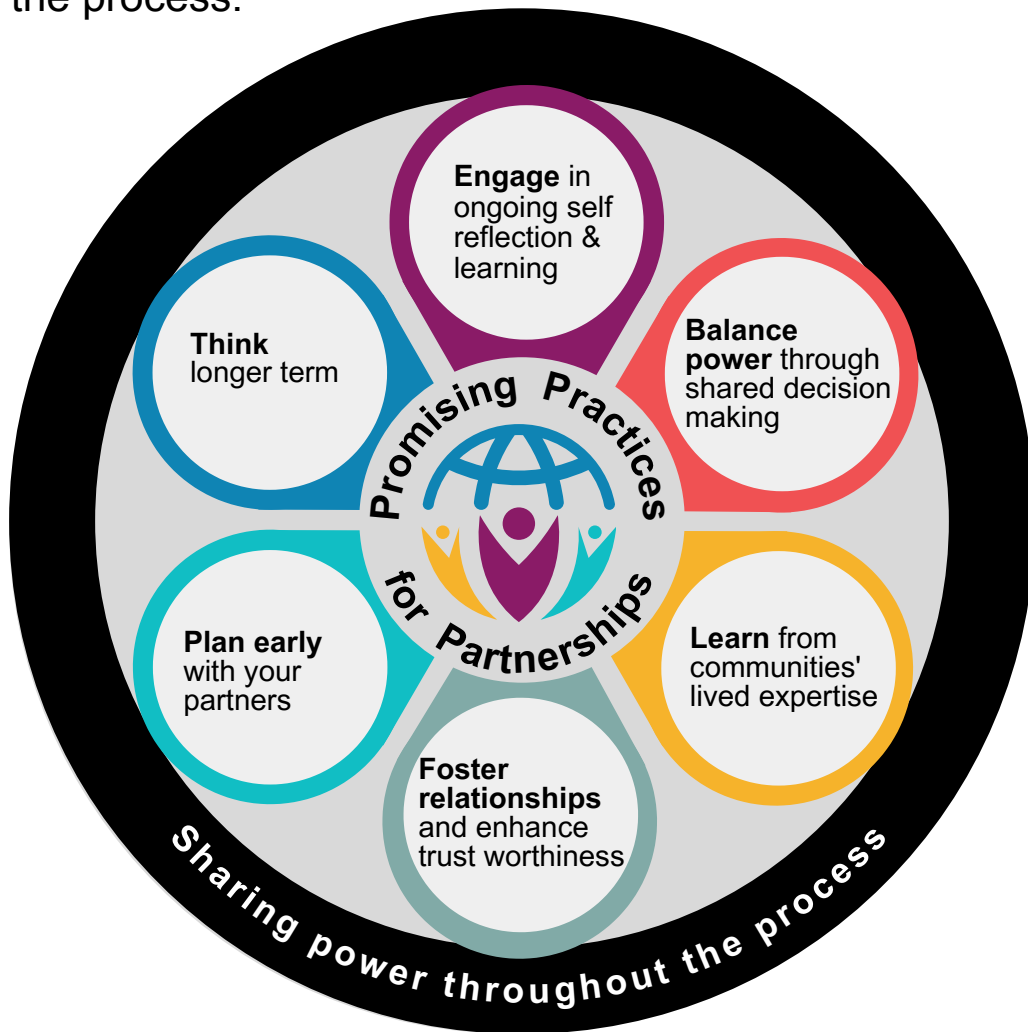 the process.
Engage in
ongoing self
reflection &
learning
Balance
power through
shared decision
making
Think
longer term
Promising Practices
for Partnerships
Learn from
communities'
lived expertise
Plan early
with your
partners
Foster
relationships
and enhance
trust worthiness
Sharing power throughout the process